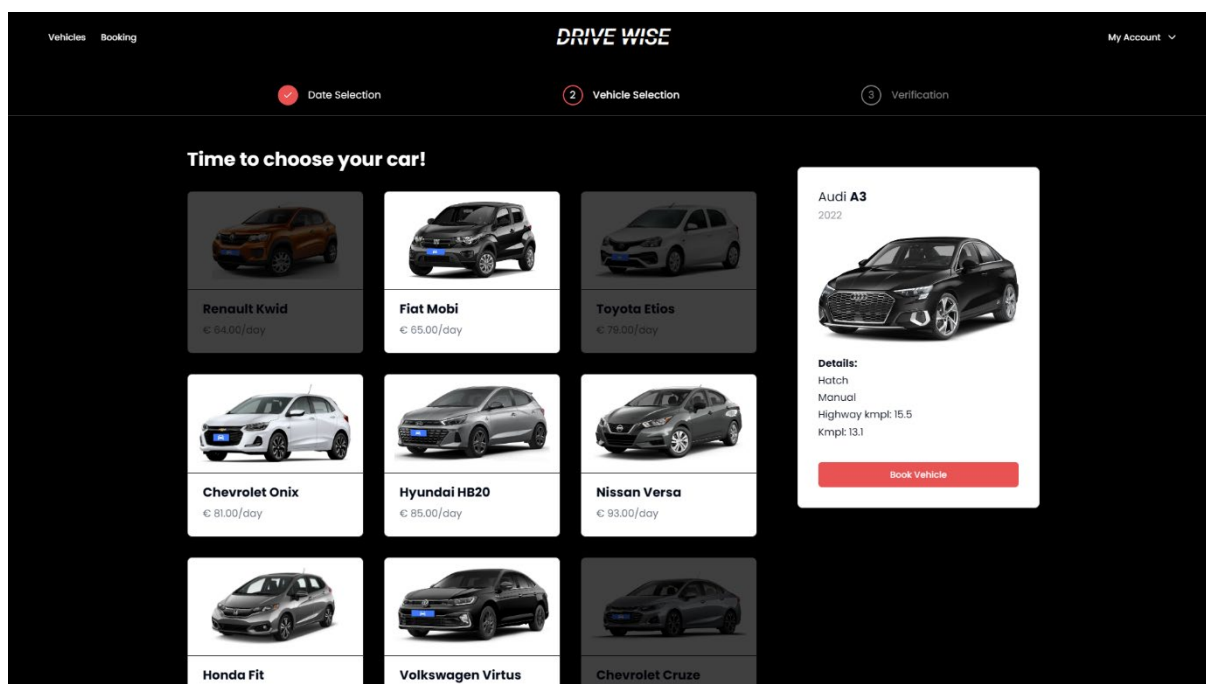 Vehicles Booking
DRIVE WISE
My Account
Date Selection
2 Vehicle Selection
3 Verification
Time to choose your car!
Renault Kwid
€ 64.00/day
Fiat Mobi
€ 65.00/day
Toyota Etios
€ 79.00/day
Chevrolet Onix
€ 81.00/day
Hyundai HB20
€ 85.00/day
Nissan Versa
€ 93.00/day
Honda Fit
Volkswagen Virtus
Chevrolet Cruze
Audi A3
2022
Details:
Hatch
Manual
Highway kmpl: 15.5
Kmpl: 13.1
Book Vehicle